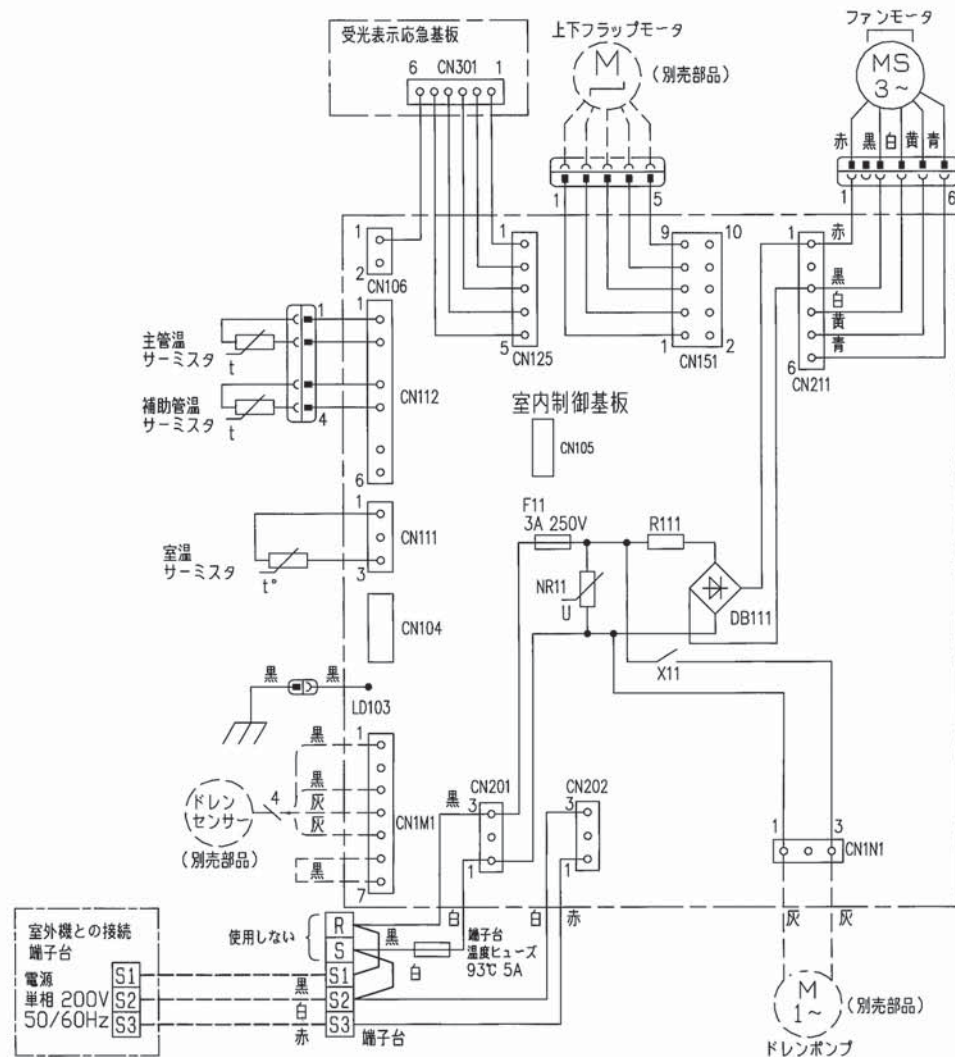 受光表示応急基板
6 CN301 1
上下フラップモータ
M
(別売部品)
ファンモータ
MS
3~
赤 黒 白 黄 青
1 5
1 6
1
2
CN106
1
5
CN125
9 10
1 2
CN151
1
6
CN211
赤
黒
白
黄
青
主管温
サーミスタ
t
補助管温
サーミスタ
t
1
4
1
6
CN112
室内制御基板
CN105
室温
サーミスタ
t°
1
3
CN111
F11
3A 250V
R111
NR11
U
DB111
CN104
X11
黒 黒
LD103
ドレン
センサー
(別売部品)
4
黒
黒
灰
灰
黒
1
7
CN1M1
CN201
3
1
黒
CN202
3
1
1 3
CN1N1
白 白 赤
灰 灰
室外機との接続
端子台
電源
単相 200V
50/60Hz
S1
S2
S3
使用しない
黒
白
赤
R
S
S1
S2
S3
端子台
黒
白
端子台
温度ヒューズ
93℃ 5A
M
1~
(別売部品)
ドレンポンプ